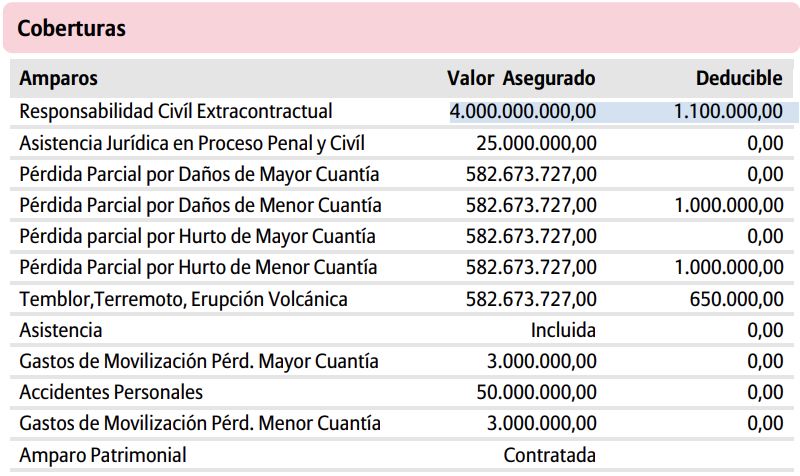 Coberturas
Amparos Valor Asegurado Deducible
Responsabilidad Civíl Extracontractual 4.000.000.000,00 1.100.000,00
Asistencia Jurídica en Proceso Penal y Civíl 25.000.000,00 0,00
Pérdida Parcial por Daños de Mayor Cuantía 582.673.727,00 0,00
Pérdida Parcial por Daños de Menor Cuantía 582.673.727,00 1.000.000,00
Pérdida parcial por Hurto de Mayor Cuantía 582.673.727,00 0,00
Pérdida Parcial por Hurto de Menor Cuantía 582.673.727,00 1.000.000,00
Temblor,Terremoto, Erupción Volcánica 582.673.727,00 650.000,00
Asistencia Incluida 0,00
Gastos de Movilización Pérd. Mayor Cuantía 3.000.000,00 0,00
Accidentes Personales 50.000.000,00 0,00
Gastos de Movilización Pérd. Menor Cuantía 3.000.000,00 0,00
Amparo Patrimonial Contratada